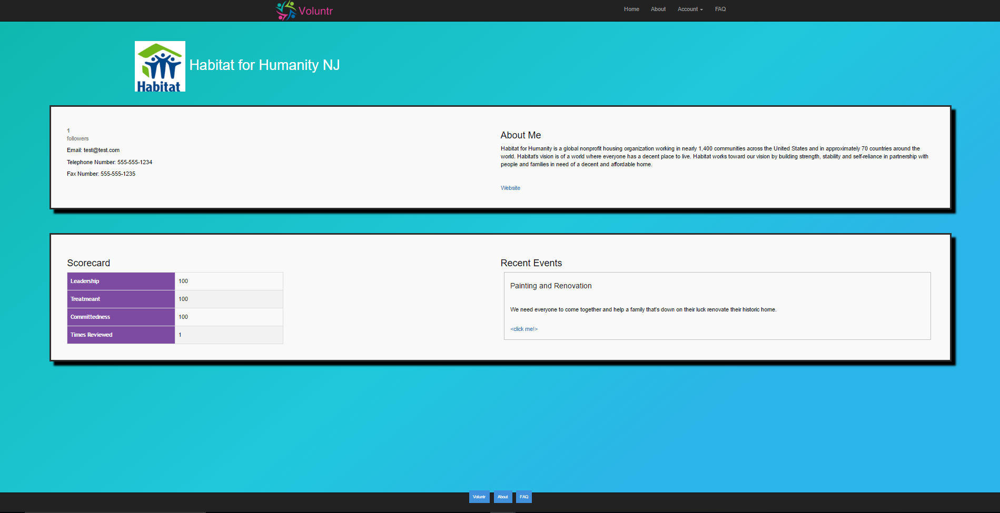 Voluntr
Home About Account FAQ
Habitat
Habitat for Humanity NJ
1
followers
Email: test@test.com
Telephone Number: 555-555-1234
Fax Number: 555-555-1235
About Me
Habitat for Humanity is a global nonprofit housing organization working in nearly 1,400 communities across the United States and in approximately 70 countries around the
world. Habitat's vision is of a world where everyone has a decent place to live. Habitat works toward our vision by building strength, stability and self-reliance in partnership with
people and families in need of a decent and affordable home.
Website
Scorecard
Leadership 100
Treatmeant 100
Committedness 100
Times Reviewed 1
Recent Events
Painting and Renovation
We need everyone to come together and help a family that's down on their luck renovate their historic home.
<click me!>
Voluntr About FAQ